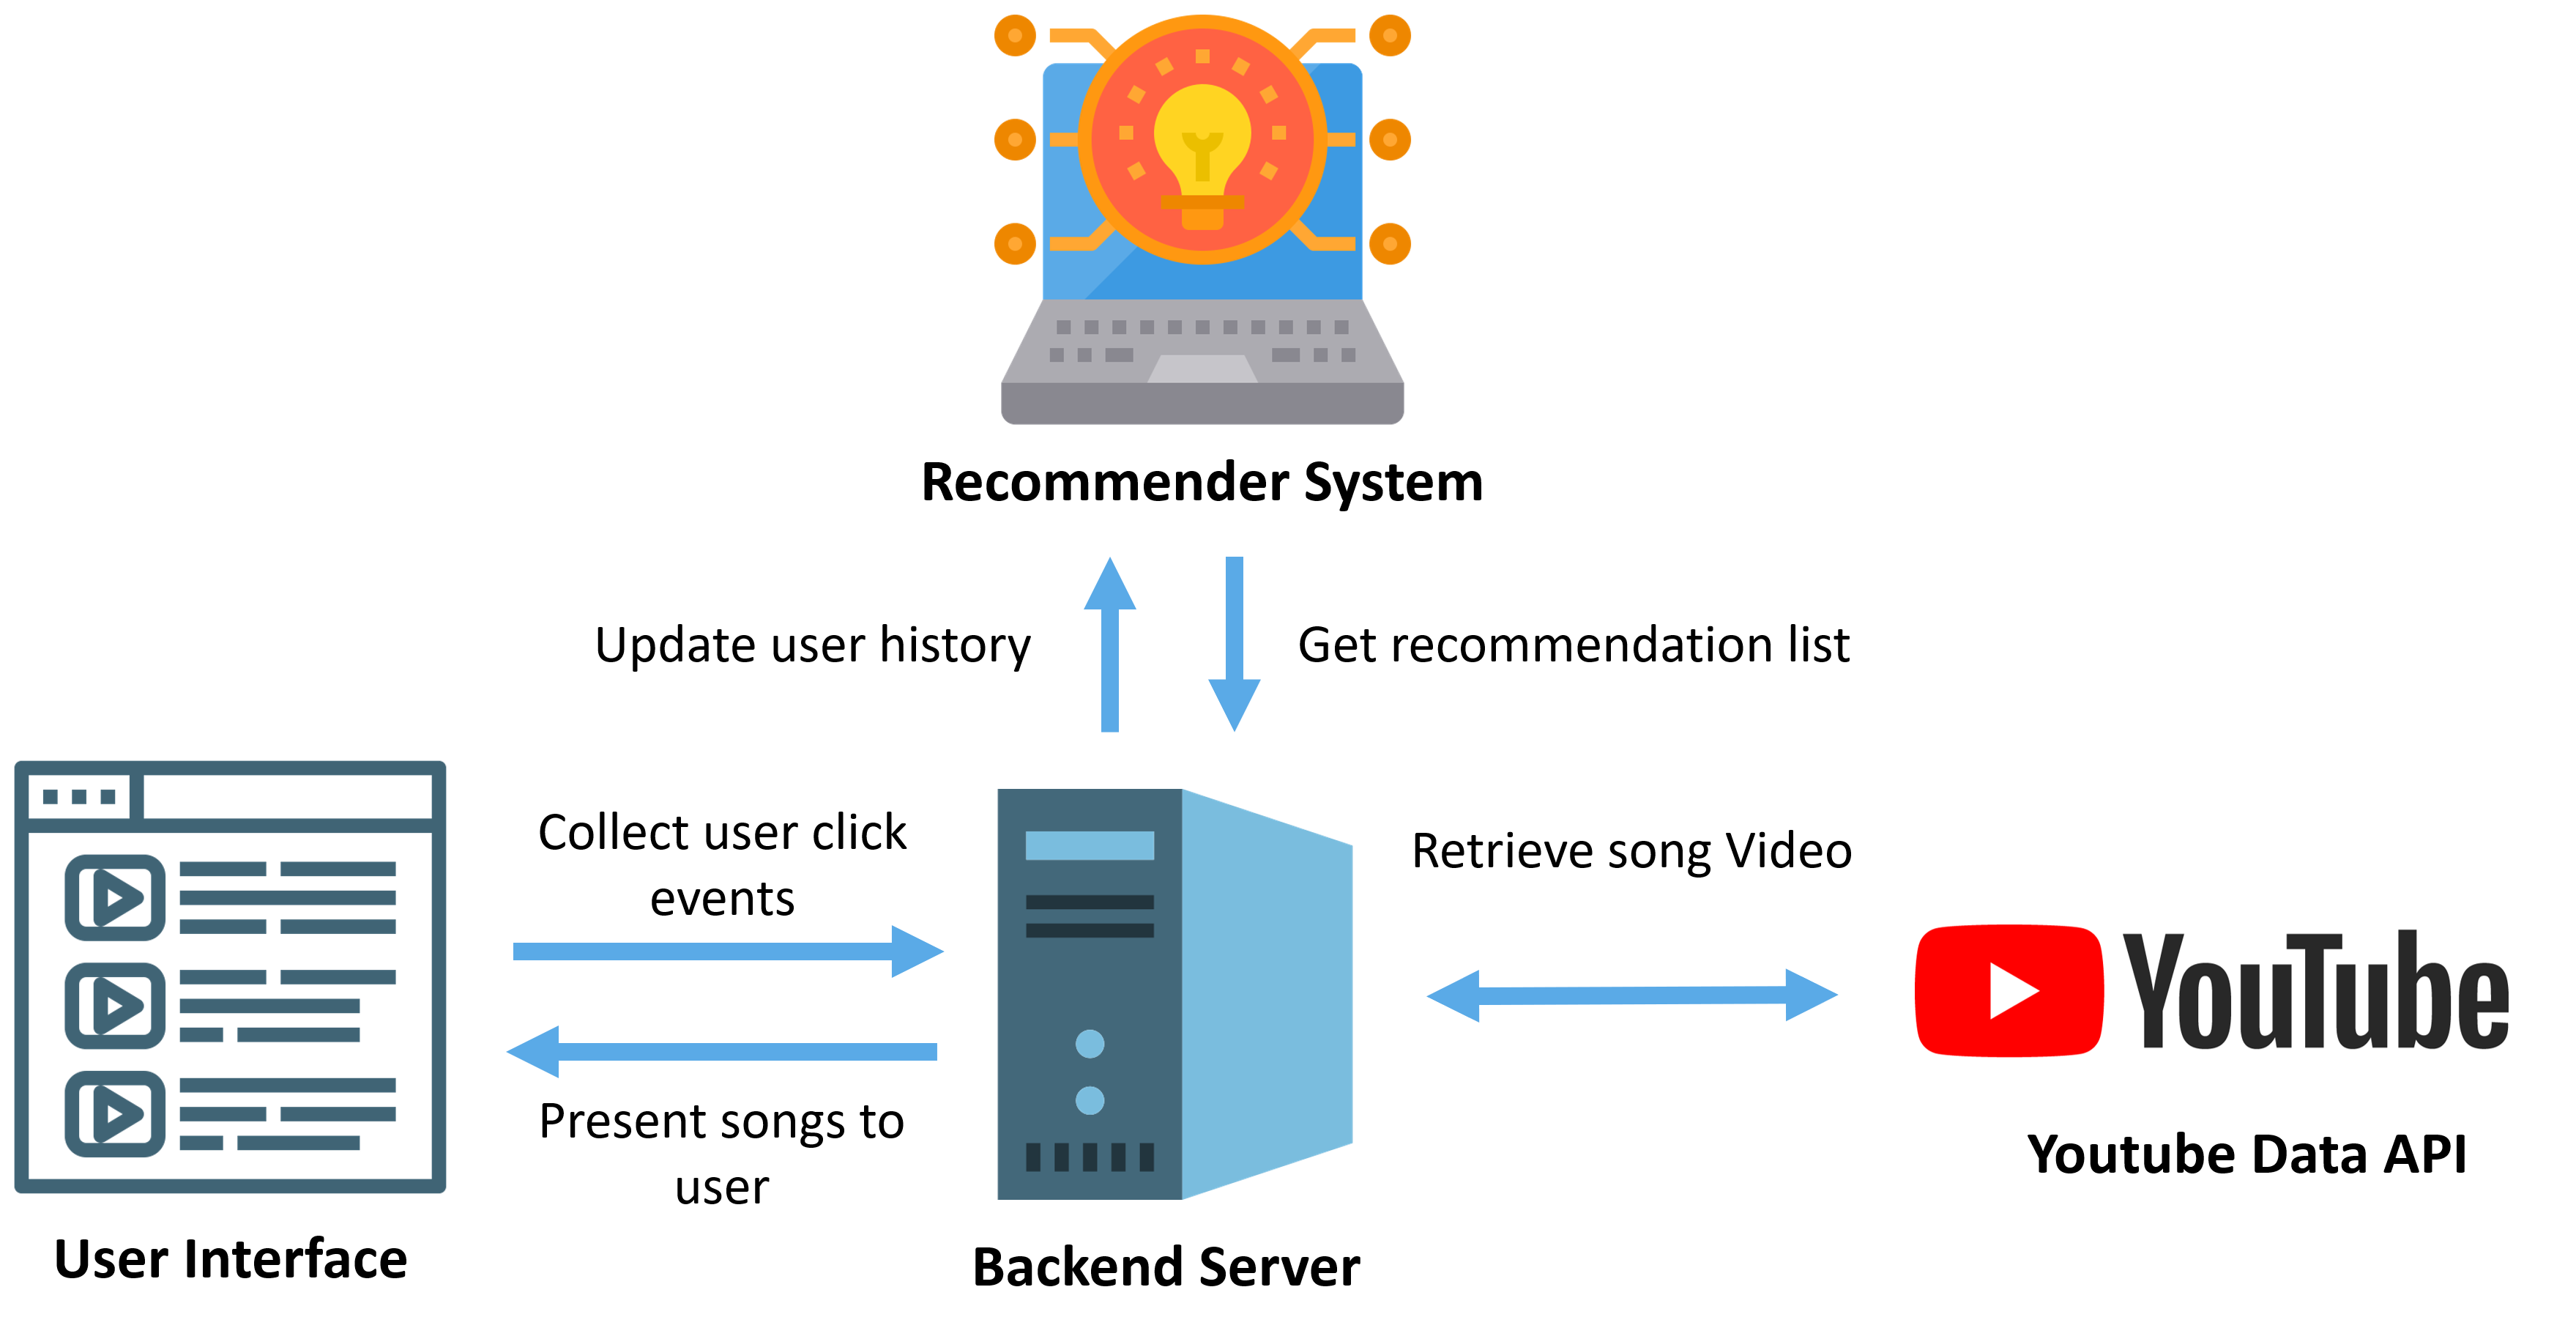 Recommender System
Update user history
Get recommendation list
Collect user click
events
Present songs to
user
Retrieve song Video
YouTube
Youtube Data API
User Interface
Backend Server